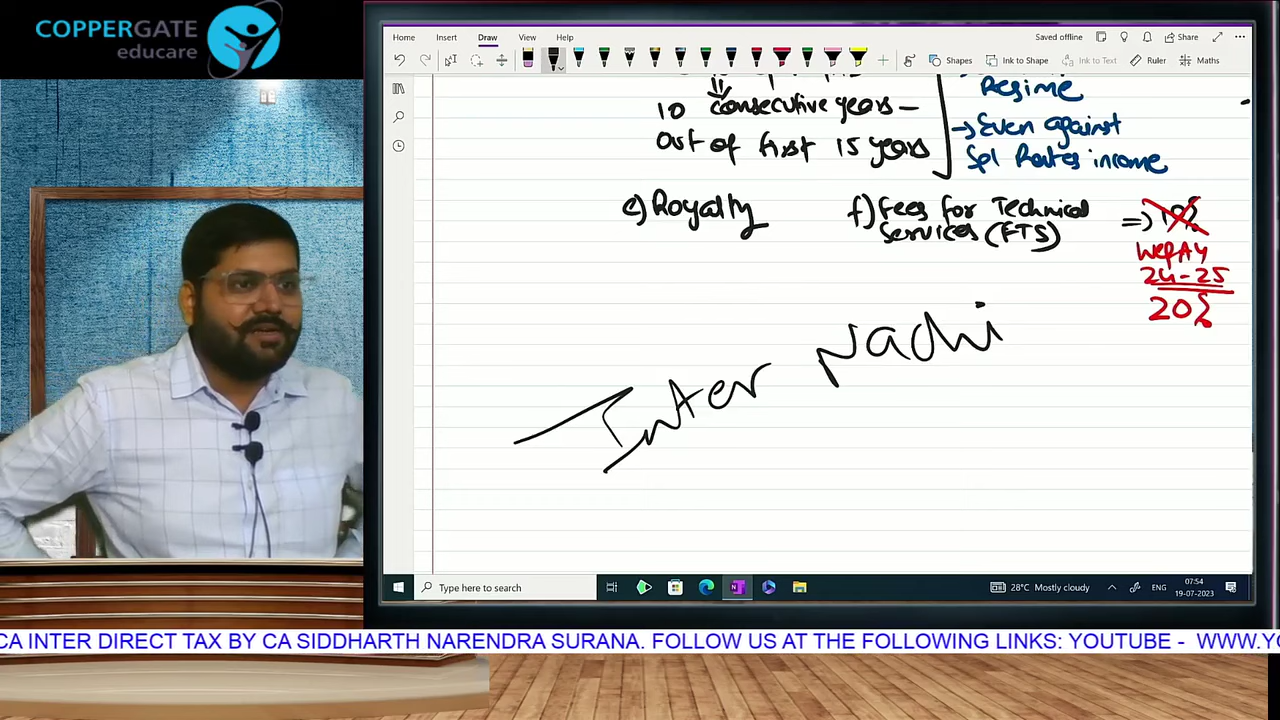 COPPERGATE
educare
Home Insert Draw View Help
Saved offline
Share
Shapes Ink to Shape Ink to Text Ruler Maths
Regime
10 consecutive years –
→ Even against
out of first 15 years
Spl Rates income
e) Royalty
f) Fees for Technical
Services (FTS)
=> 10%
WEF AY
24-25
20%
Inter Nadhi
Type here to search
28°C Mostly cloudy
ENG
07:54
19-07-2023
CA INTER DIRECT TAX BY CA SIDDHARTH NARENDRA SURANA. FOLLOW US AT THE FOLLOWING LINKS: YOUTUBE - WWW.YO